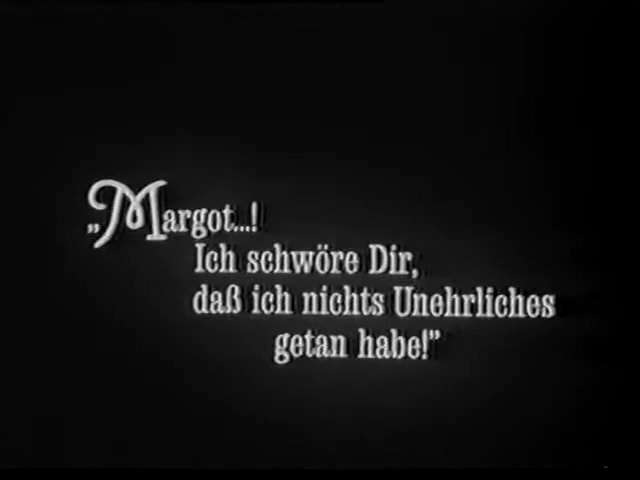 „Margot...!
Ich schwöre Dir,
daß ich nichts Unehrliches
getan habe!”